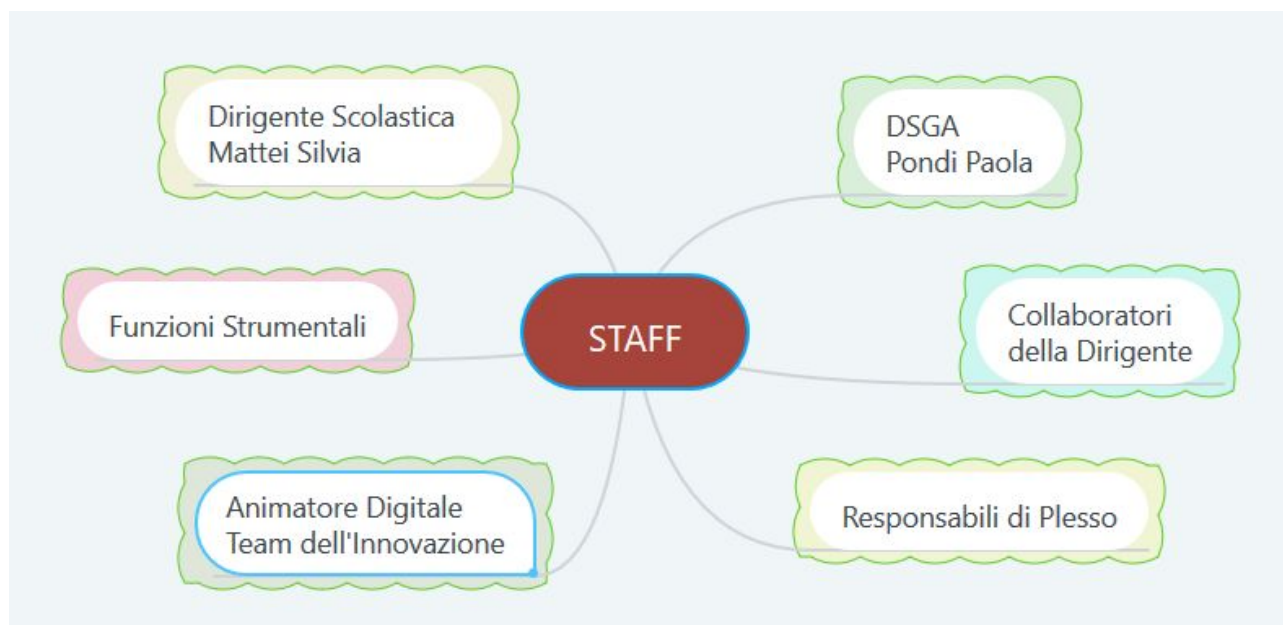 Dirigente Scolastica
Mattei Silvia
DSGA
Pondi Paola
Funzioni Strumentali
STAFF
Collaboratori
della Dirigente
Animatore Digitale
Team dell'Innovazione
Responsabili di Plesso